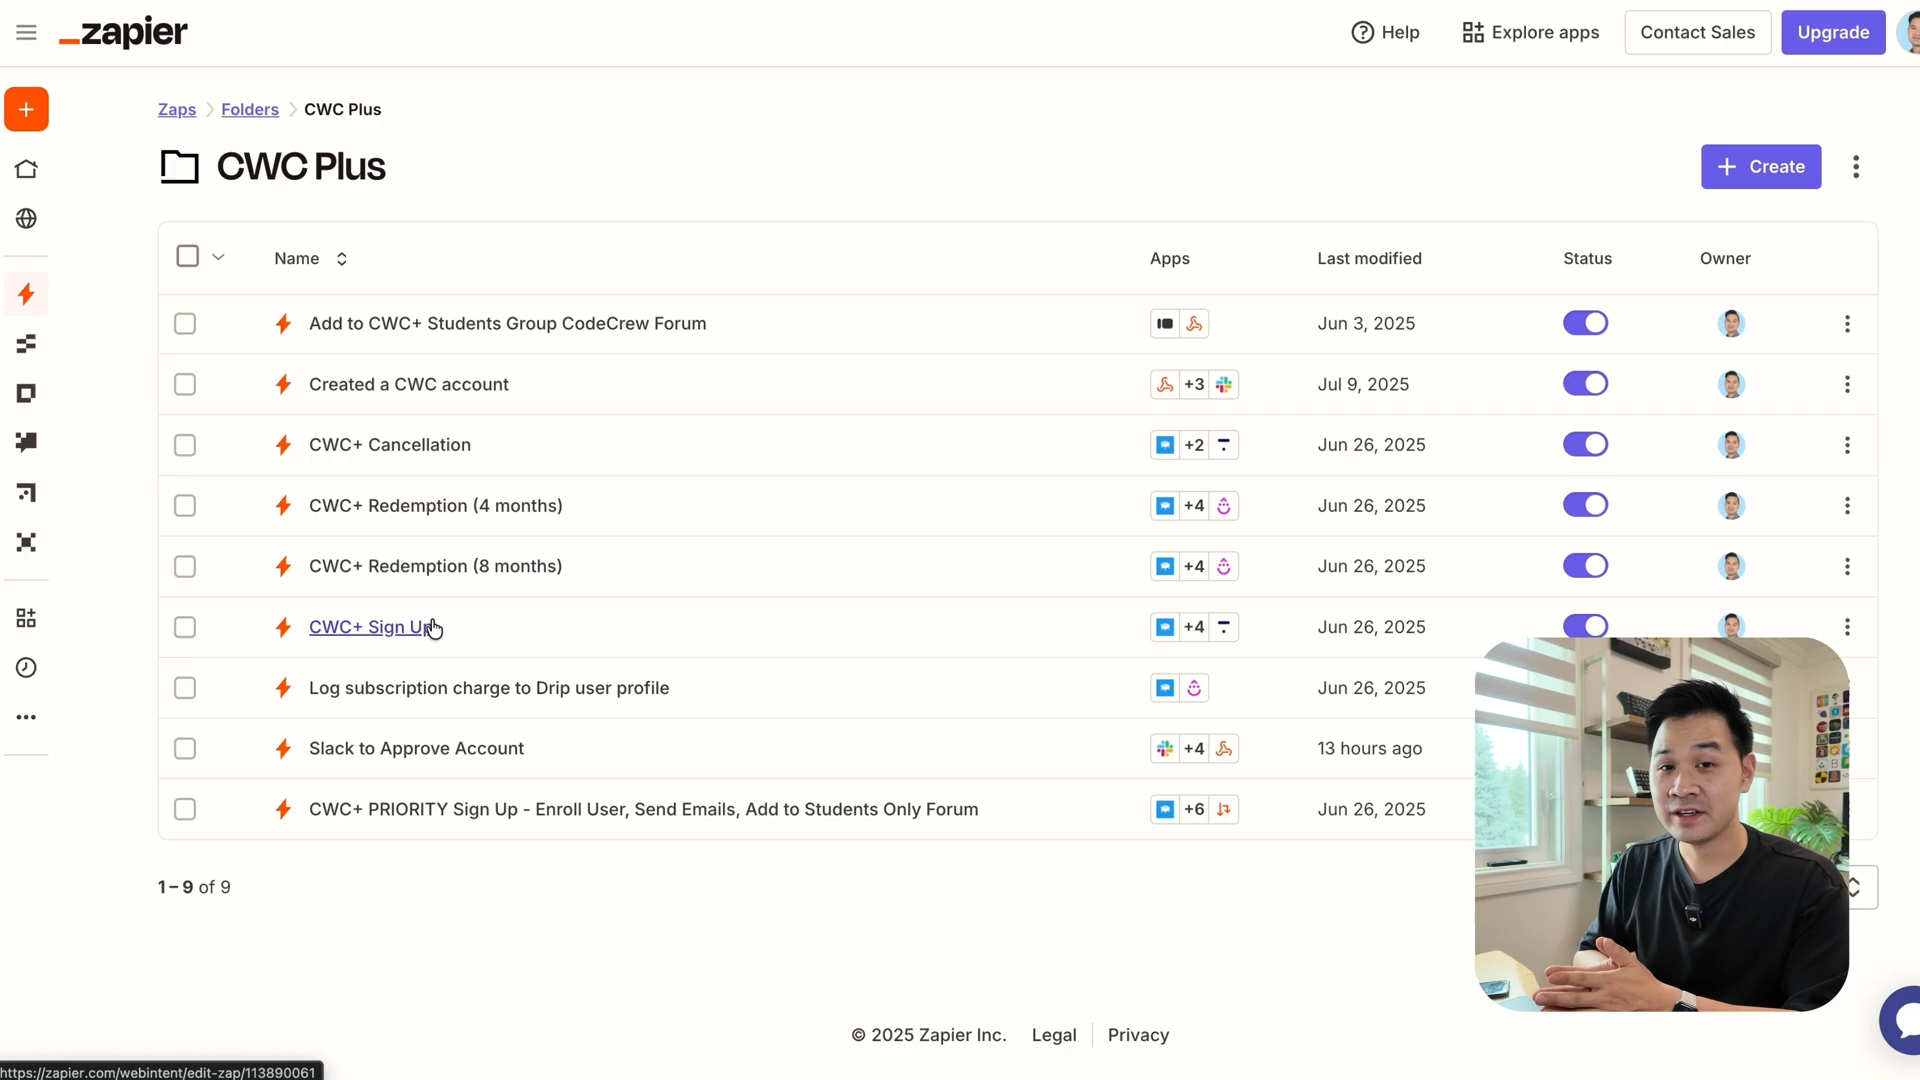 zapier
Help
Explore apps
Contact Sales
Upgrade
Zaps
Folders
CWC Plus
CWC Plus
+ Create
Name
Apps
Last modified
Status
Owner
Add to CWC+ Students Group CodeCrew Forum
Jun 3, 2025
Created a CWC account
+3
Jul 9, 2025
CWC+ Cancellation
+2
Jun 26, 2025
CWC+ Redemption (4 months)
+4
Jun 26, 2025
CWC+ Redemption (8 months)
+4
Jun 26, 2025
CWC+ Sign Up
+4
Jun 26, 2025
Log subscription charge to Drip user profile
Jun 26, 2025
Slack to Approve Account
+4
13 hours ago
CWC+ PRIORITY Sign Up - Enroll User, Send Emails, Add to Students Only Forum
+6
Jun 26, 2025
1–9 of 9
© 2025 Zapier Inc.
Legal
Privacy
https://zapier.com/webintent/edit-zap/113890061